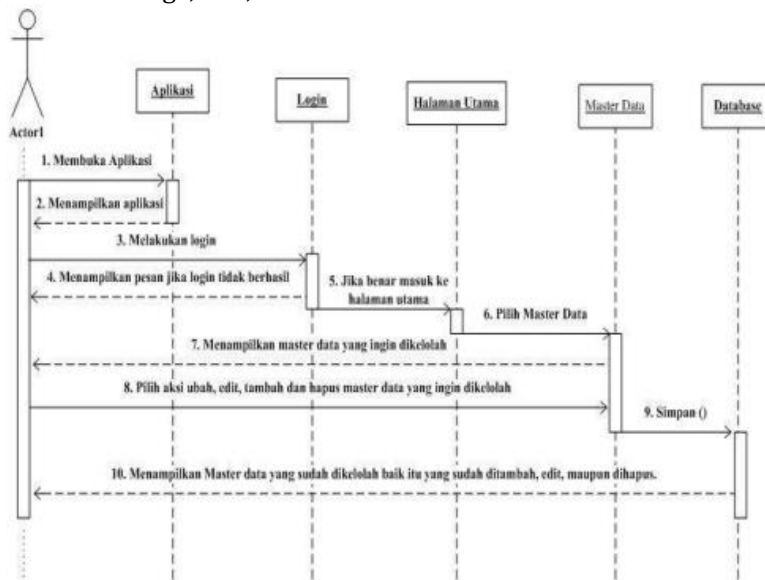 Aplikasi
Login
Halaman Utama
Master Data
Database
Actor1
1. Membuka Aplikasi
2. Menampilkan aplikasi
3. Melakukan login
4. Menampilkan pesan jika login tidak berhasil
5. Jika benar masuk ke
halaman utama
6. Pilih Master Data
7. Menampilkan master data yang ingin dikelolah
8. Pilih aksi ubah, edit, tambah dan hapus master data yang ingin dikelolah
9. Simpan ()
10. Menampilkan Master data yang sudah dikelolah baik itu yang sudah ditambah, edit, maupun dihapus.